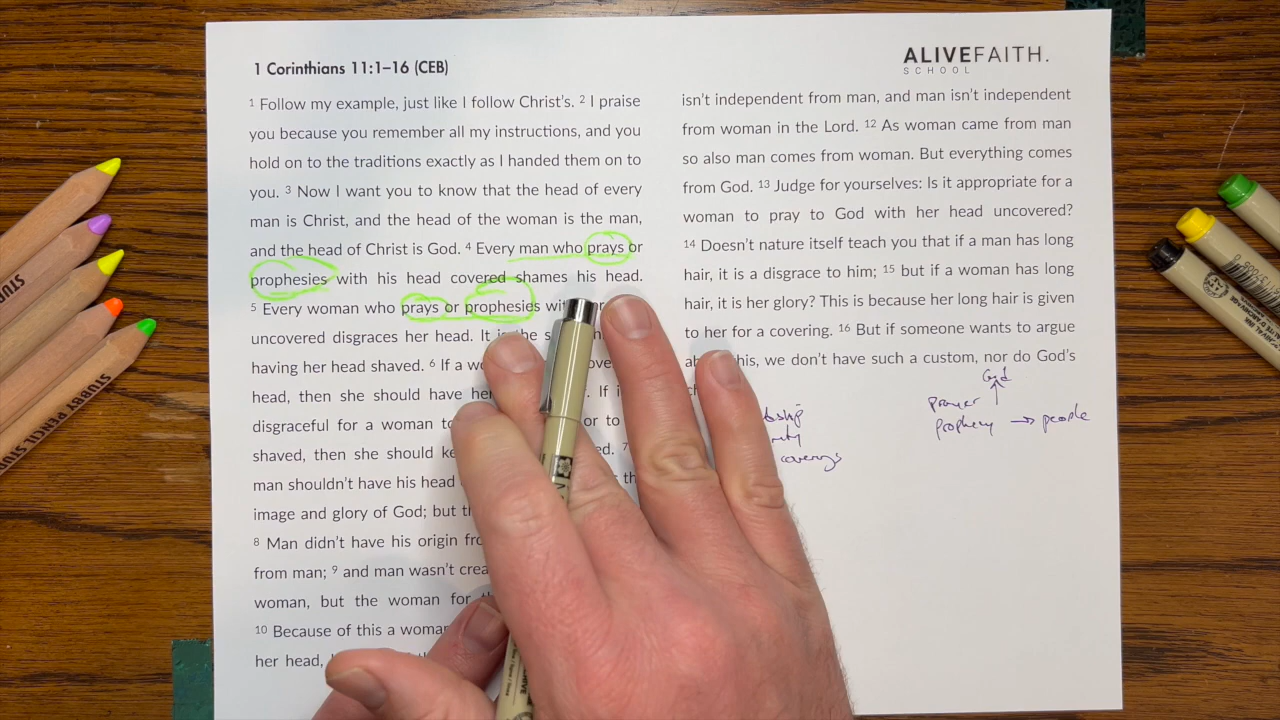 1 Corinthians 11:1–16 (CEB)
ALIVEFAITH.
SCHOOL
1 Follow my example, just like I follow Christ's. 2 I praise
you because you remember all my instructions, and you
hold on to the traditions exactly as I handed them on to
you. 3 Now I want you to know that the head of every
man is Christ, and the head of the woman is the man,
and the head of Christ is God. 4 Every man who prays or
prophesies with his head covered shames his head.
5 Every woman who prays or prophesies
uncovered disgraces her head. It is the
having her head shaved. 6 If a
head, then she should have If
disgraceful for a woman or to
shaved, then she should 7
man shouldn't have his head
image and glory of God; but
8 Man didn't have his origin
from man; 9 and man wasn't
woman, but the woman for
10 Because of this a
her head,
isn't independent from man, and man isn't independent
from woman in the Lord. 12 As woman came from man
so also man comes from woman. But everything comes
from God. 13 Judge for yourselves: Is it appropriate for a
woman to pray to God with her head uncovered?
14 Doesn't nature itself teach you that if a man has long
hair, it is a disgrace to him; 15 but if a woman has long
hair, it is her glory? This is because her long hair is given
to her for a covering. 16 But if someone wants to argue
this, we don't have such a custom, nor do God's
God
prayer
prophecy → people
coverings
STUBBY PENCIL STUDIO